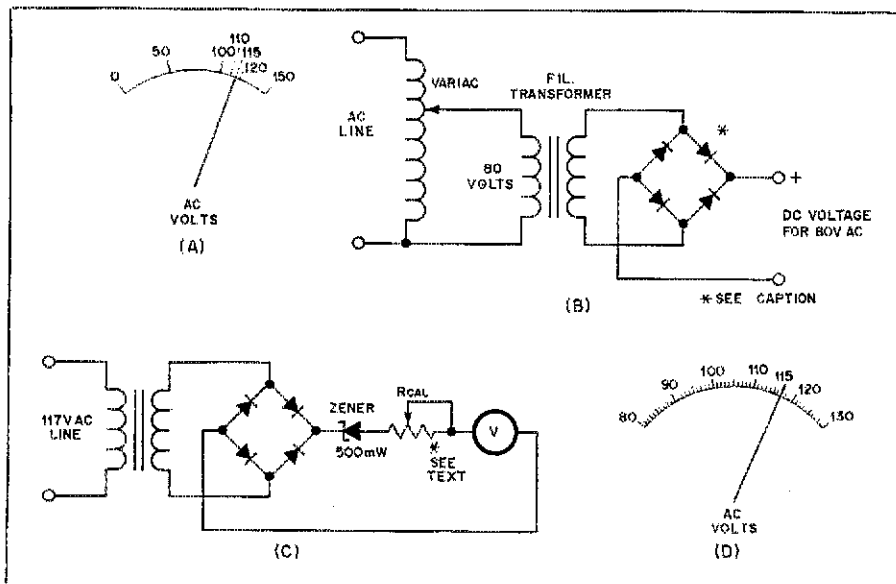 0
50
100
110
115
120
150
AC
VOLTS
(A)
AC
LINE
VARIAC
80
VOLTS
FIL.
TRANSFORMER
*
+
DC VOLTAGE
FOR 80V AC
* SEE CAPTION
(B)
117V AC
LINE
ZENER
500mW
RCAL
*
SEE
TEXT
V
(C)
80
90
100
110
115
120
130
AC
VOLTS
(D)